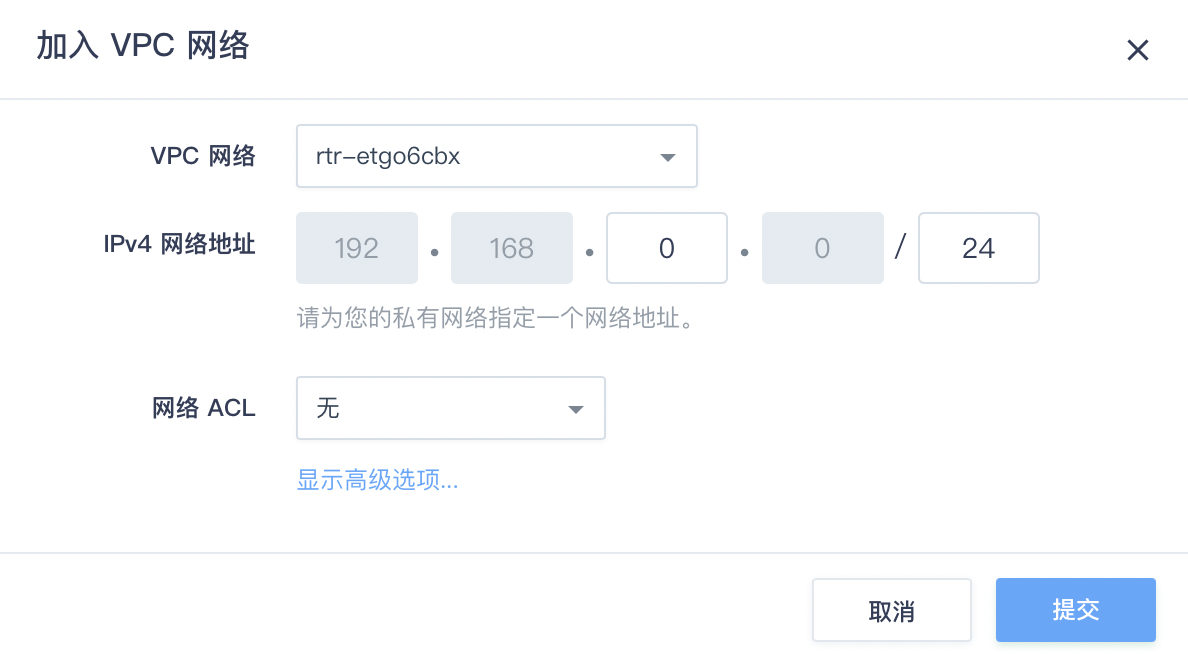 加入 VPC 网络
VPC 网络 rtr-etgo6cbx
IPv4 网络地址 192 . 168 . 0 . 0 / 24
请为您的私有网络指定一个网络地址。
网络 ACL 无
显示高级选项...
取消 提交